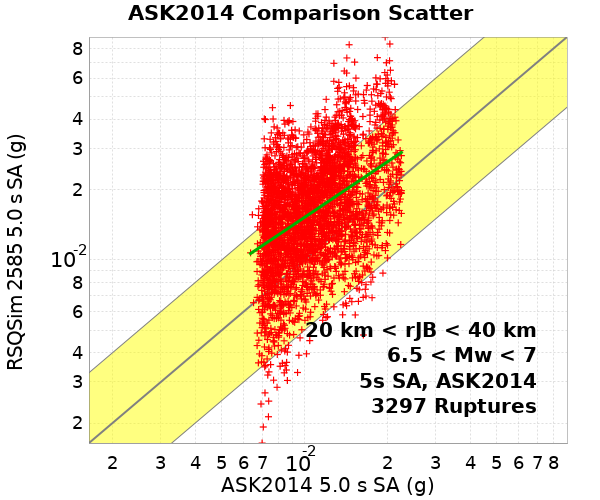 ASK2014 Comparison Scatter
RSQSim 2585 5.0 s SA (g)
8
6
4
3
2
10-2
8
6
4
3
2
20 km < rJB < 40 km
6.5 < Mw < 7
5s SA, ASK2014
3297 Ruptures
2 3 4 5 6 7 10-2 2 3 4 5 6 7 8
ASK2014 5.0 s SA (g)